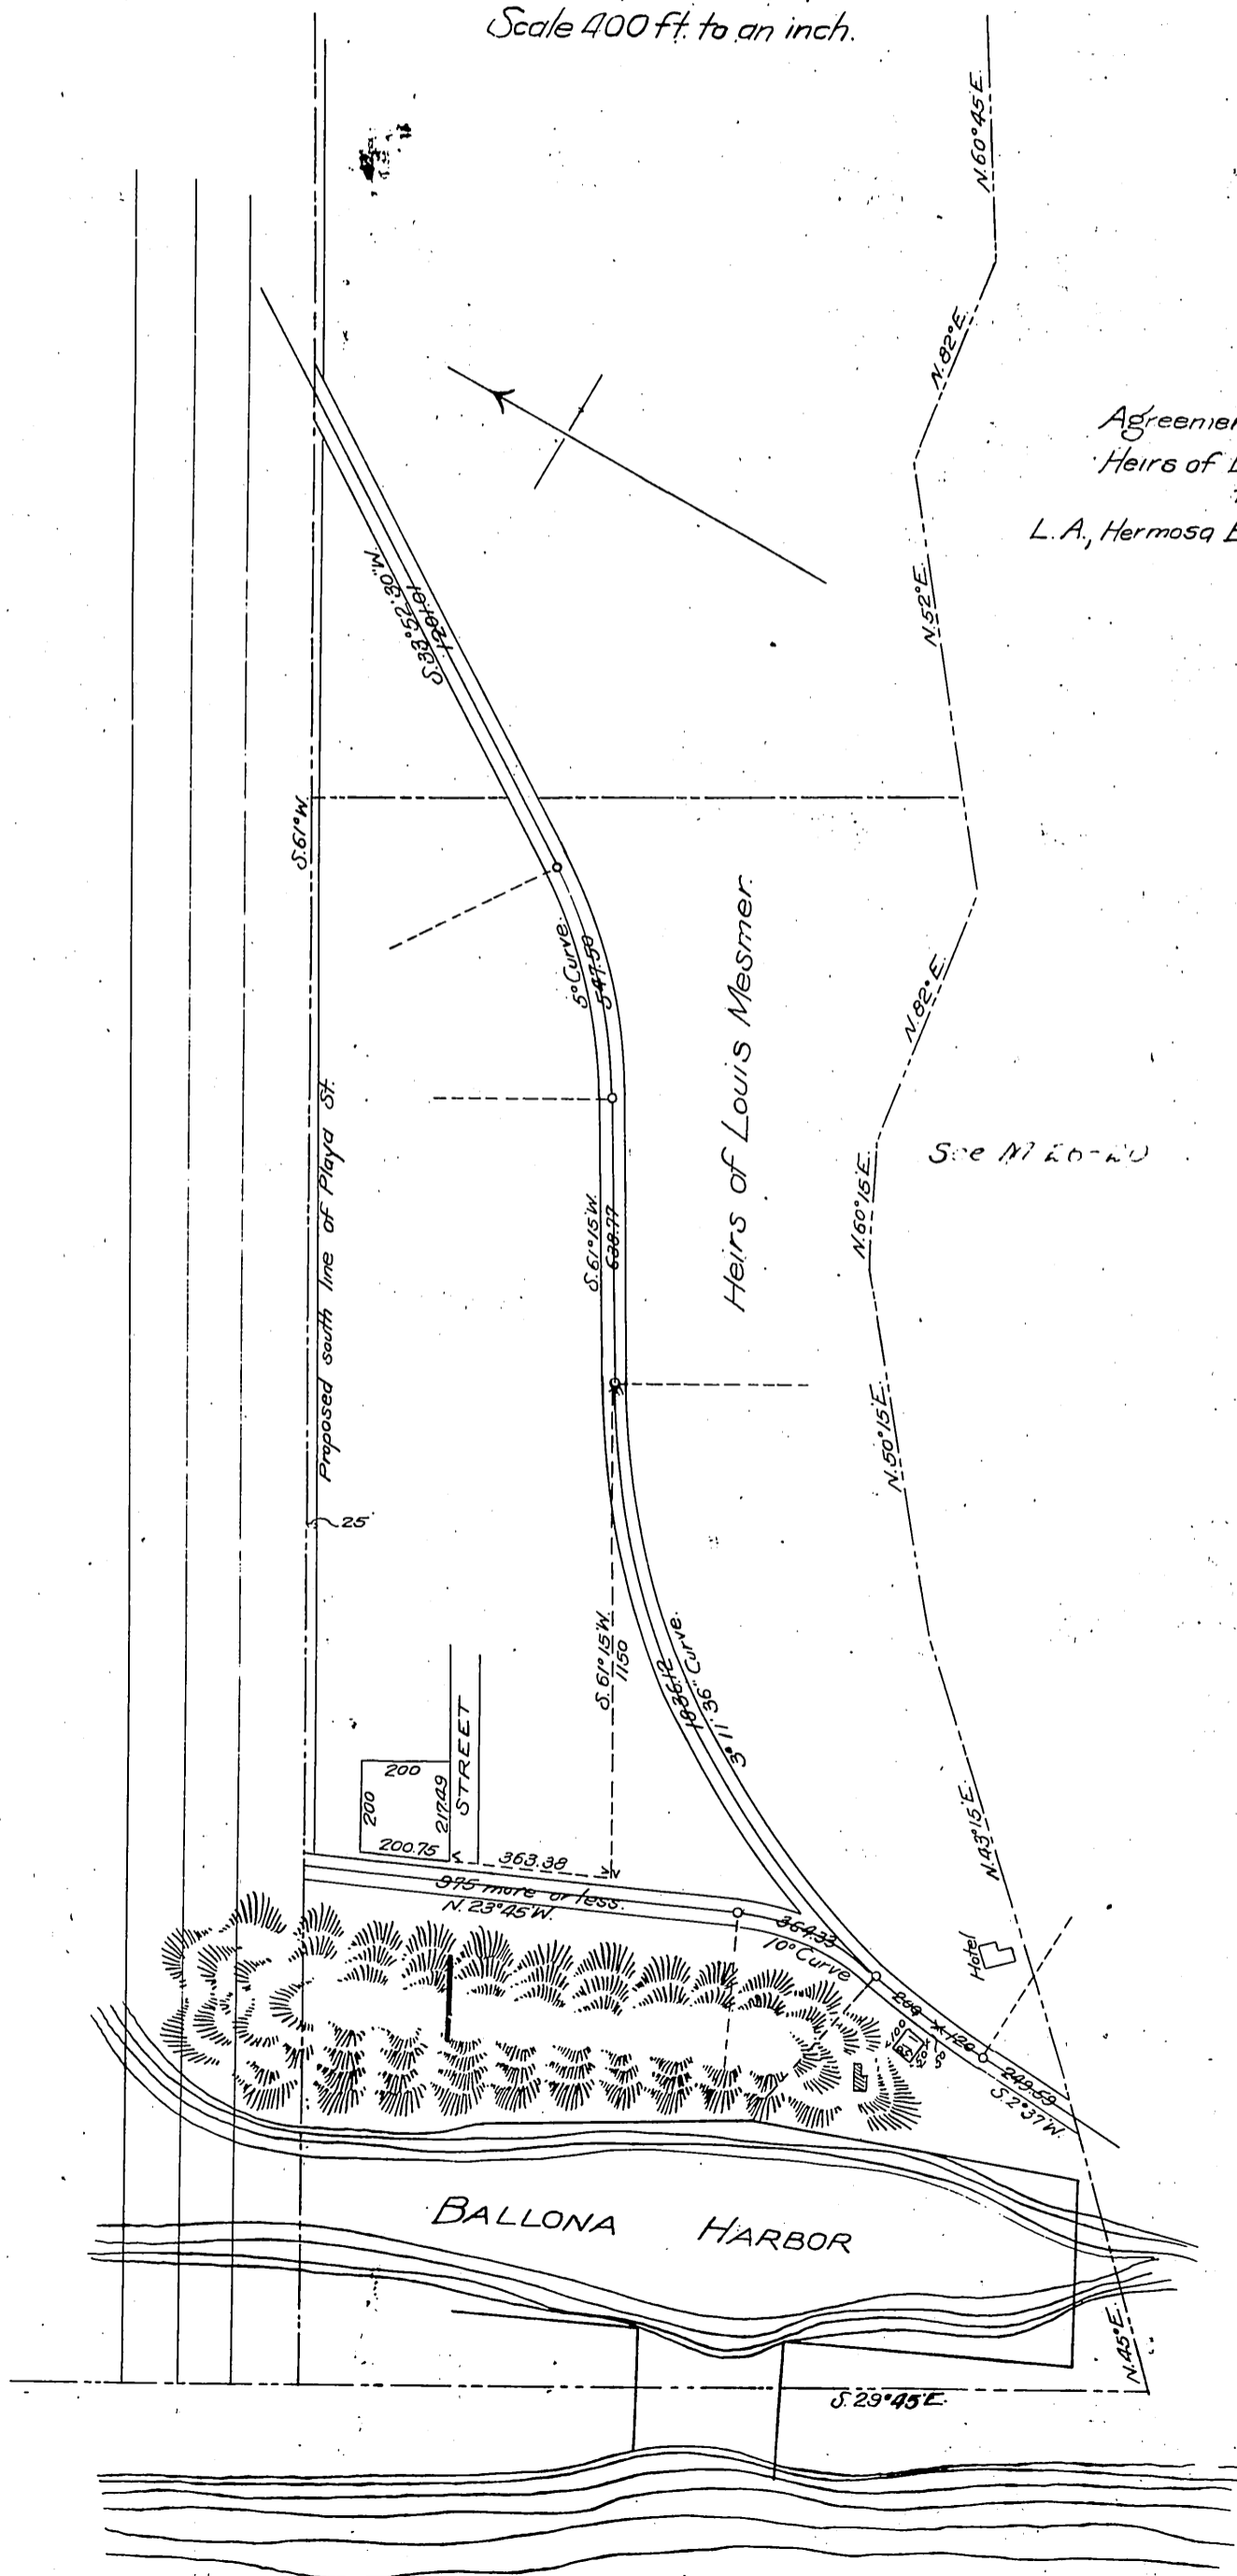 Scale 400 ft. to an inch.
N.60°45'E.
N.82°E.
Heirs of
L.A., Hermosa
N.52°E.
S.33°52'30"W.
1201.01
S.61°W.
5° Curve.
547.50
Heirs of Louis Mesmer.
N.82°E.
Proposed south line of Playa St.
See M
N.60°15'E.
S.61°15'W.
638.77
N.50°15'E.
25
S.61°15'W.
1150
1836.12
3°11'36" Curve.
STREET
200
200
217.49
200.75
363.38
975 more or less.
N.23°45'W.
N.43°15'E.
Hotel
364.33
10° Curve
269
120
249.59
S.2°37'W.
BALLONA HARBOR
N.45°E.
S.29°45'E.